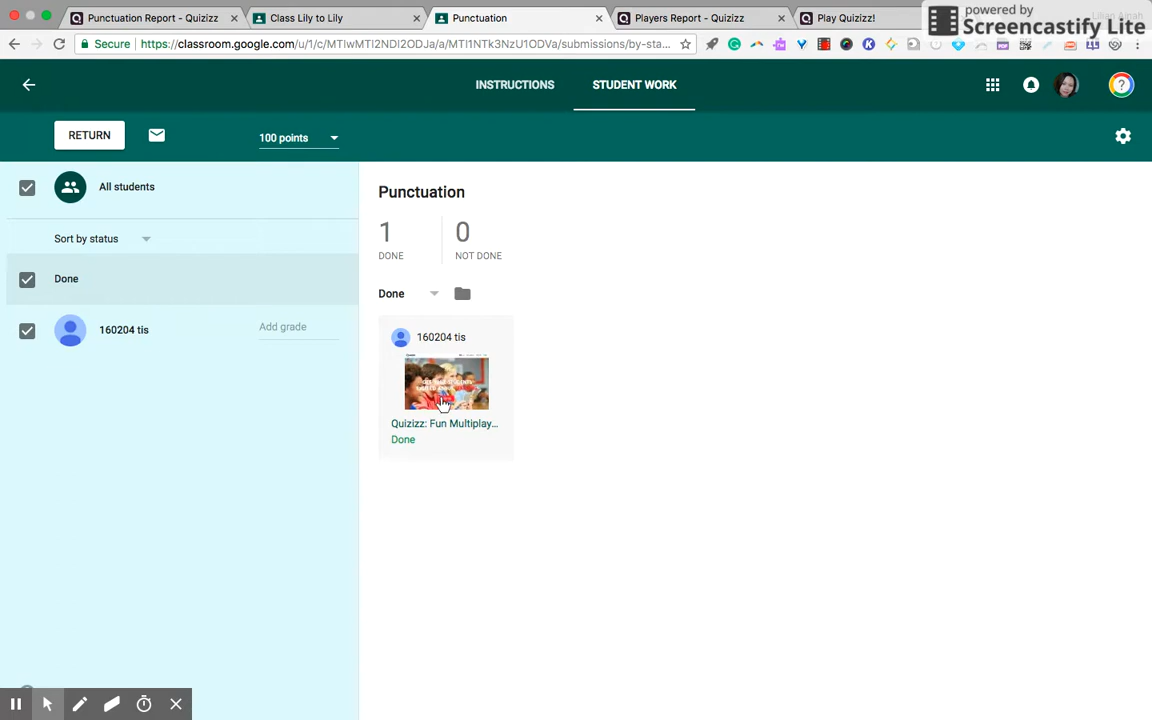 Punctuation Report - Quizizz
Class Lily to Lily
Punctuation
Players Report - Quizizz
Play Quizizz!
powered by
Screencastify Lite
Secure
https://classroom.google.com/u/1/c/MTIwMTI2NDI2ODJa/a/MTI1NTk3NzU1ODVa/submissions/by-sta...
INSTRUCTIONS
STUDENT WORK
RETURN
100 points
All students
Sort by status
Done
160204 tis
Add grade
Punctuation
1
0
DONE
NOT DONE
Done
160204 tis
Quizizz: Fun Multiplay...
Done